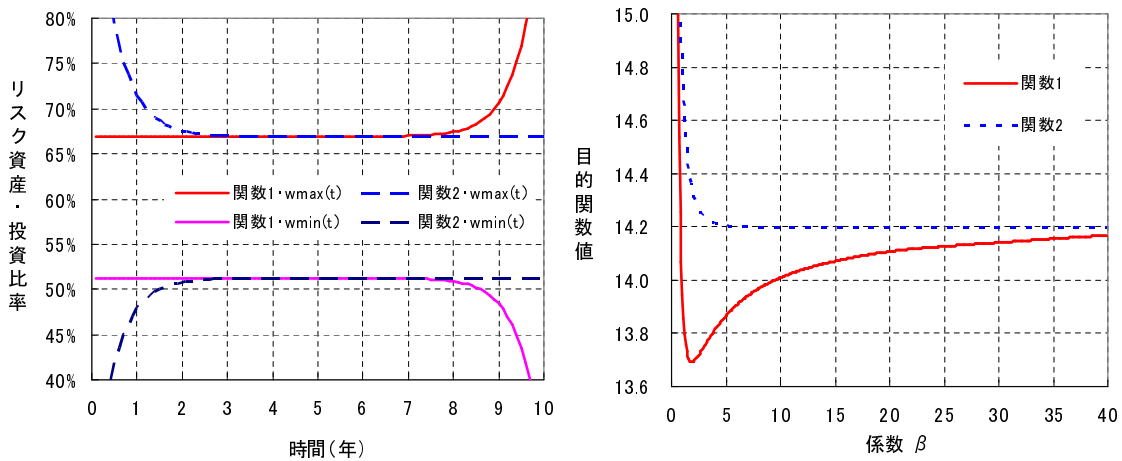 80%
75%
70%
65%
60%
55%
50%
45%
40%
リスク資産・投資比率
関数1・wmax(t)
関数2・wmax(t)
関数1・wmin(t)
関数2・wmin(t)
0 1 2 3 4 5 6 7 8 9 10
時間(年)
15.0
14.8
14.6
14.4
14.2
14.0
13.8
13.6
目的関数値
関数1
関数2
0 5 10 15 20 25 30 35 40
係数 β